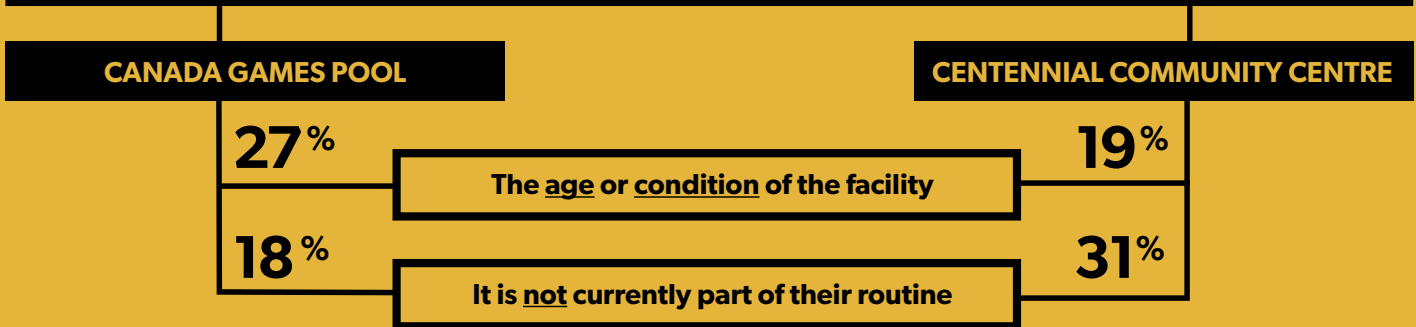 CANADA GAMES POOL
CENTENNIAL COMMUNITY CENTRE
27%
The age or condition of the facility
19%
18%
It is not currently part of their routine
31%